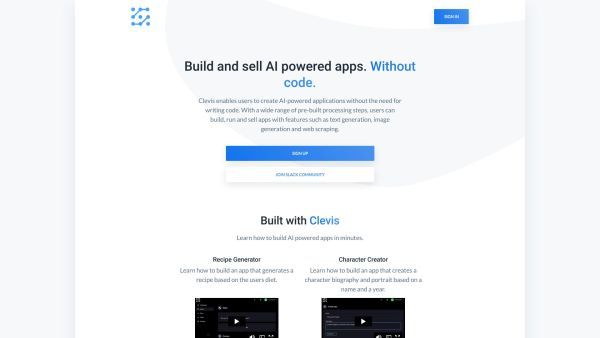 SIGN IN
Build and sell AI powered apps. Without
code.
Clevis enables users to create AI-powered applications without the need for
writing code. With a wide range of pre-built processing steps, users can
build, run and sell apps with features such as text generation, image
generation and web scraping.
SIGN UP
JOIN SLACK COMMUNITY
Built with Clevis
Learn how to build AI powered apps in minutes.
Recipe Generator
Learn how to build an app that generates a
recipe based on the users diet.
Character Creator
Learn how to build an app that creates a
character biography and portrait based on a
name and a year.